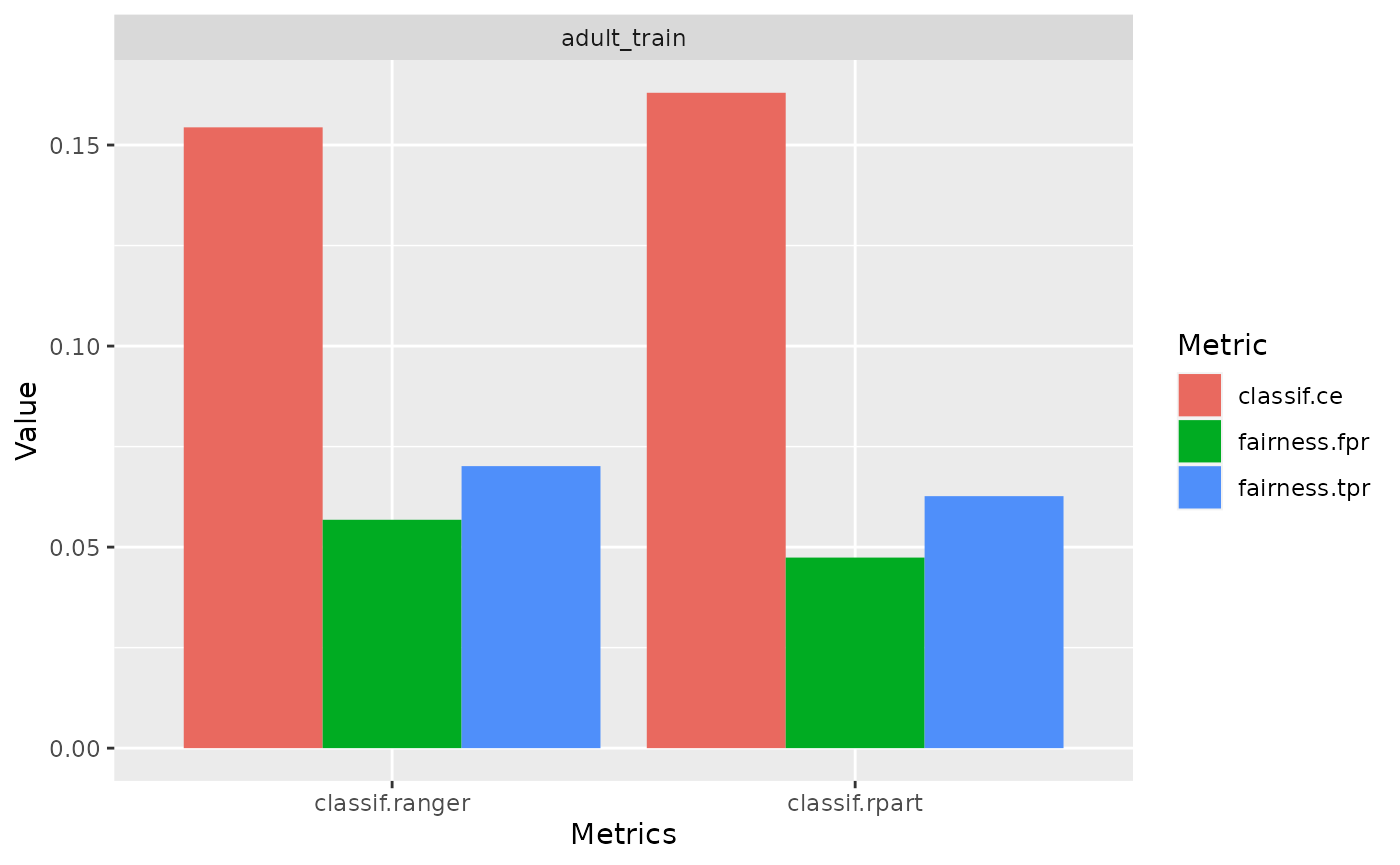 adult_train
0.15
0.10
0.05
0.00
Value
classif.ranger
classif.rpart
Metrics
Metric
classif.ce
fairness.fpr
fairness.tpr